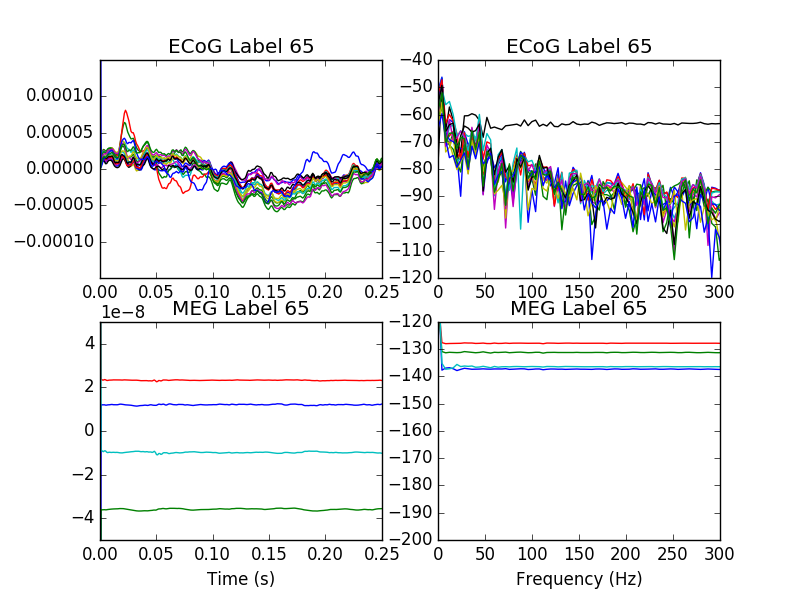 ECoG Label 65
0.00010
0.00005
0.00000
−0.00005
−0.00010
0.00 0.05 0.10 0.15 0.20 0.25
ECoG Label 65
−40
−50
−60
−70
−80
−90
−100
−110
−120
0 50 100 150 200 250 300
MEG Label 65
1e−8
4
2
0
−2
−4
0.00 0.05 0.10 0.15 0.20 0.25
Time (s)
MEG Label 65
−120
−130
−140
−150
−160
−170
−180
−190
−200
0 50 100 150 200 250 300
Frequency (Hz)